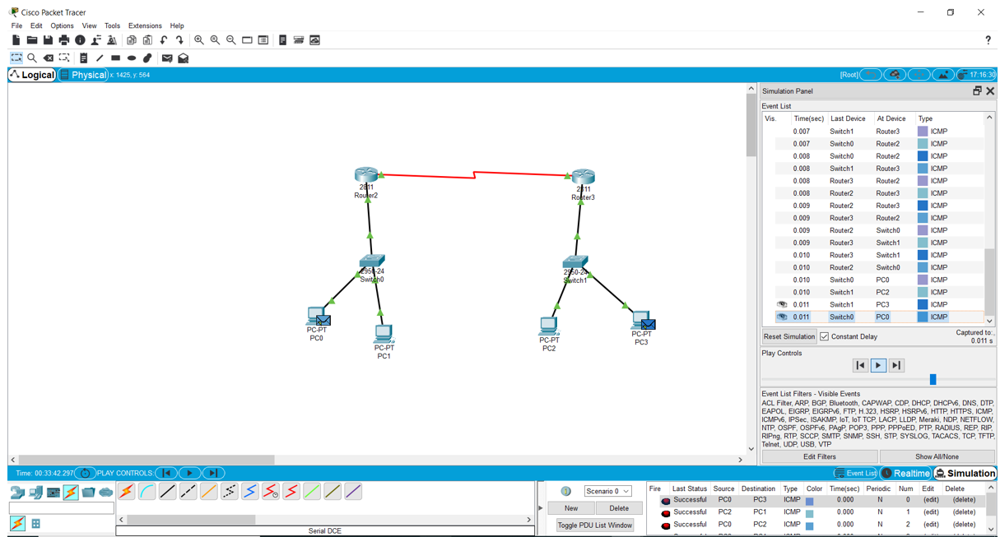 Cisco Packet Tracer
File Edit Options View Tools Extensions Help
?
Logical Physical x: 1425, y: 564 [Root] 17:16:30
Simulation Panel
Event List
Vis. Time(sec) Last Device At Device Type
0.007 Switch1 Router3 ICMP
0.007 Switch0 Router2 ICMP
0.008 Switch0 Router2 ICMP
0.008 Switch1 Router3 ICMP
0.008 Router3 Router2 ICMP
0.008 Router2 Router3 ICMP
0.009 Router2 Router3 ICMP
0.009 Router3 Router2 ICMP
0.009 Router2 Switch0 ICMP
0.009 Router3 Switch1 ICMP
0.010 Router3 Switch1 ICMP
0.010 Router2 Switch0 ICMP
0.010 Switch0 PC0 ICMP
0.010 Switch1 PC2 ICMP
0.011 Switch1 PC3 ICMP
0.011 Switch0 PC0 ICMP
Reset Simulation Constant Delay Captured to:
0.011 s
Play Controls
Event List Filters - Visible Events
ACL Filter, ARP, BGP, Bluetooth, CAPWAP, CDP, DHCP, DHCPv6, DNS, DTP,
EAPOL, EIGRP, EIGRPv6, FTP, H.323, HSRP, HSRPv6, HTTP, HTTPS, ICMP,
ICMPv6, IPSec, ISAKMP, IoT, IoT TCP, LACP, LLDP, Meraki, NDP, NETFLOW,
NTP, OSPF, OSPFv6, PAgP, POP3, PPP, PPPoED, PTP, RADIUS, REP, RIP,
RIPng, RTP, SCCP, SMTP, SNMP, SSH, STP, SYSLOG, TACACS, TCP, TFTP,
Telnet, UDP, USB, VTP
Edit Filters Show All/None
2811
Router2
2811
Router3
2950-24
Switch0
2950-24
Switch1
PC-PT
PC0
PC-PT
PC1
PC-PT
PC2
PC-PT
PC3
Time: 00:33:42.297 PLAY CONTROLS: Event List Realtime Simulation
Serial DCE
Scenario 0
New Delete
Toggle PDU List Window
Fire Last Status Source Destination Type Color Time(sec) Periodic Num Edit Delete
Successful PC0 PC3 ICMP 0.000 N 0 (edit) (delete)
Successful PC2 PC1 ICMP 0.000 N 1 (edit) (delete)
Successful PC0 PC2 ICMP 0.000 N 2 (edit) (delete)